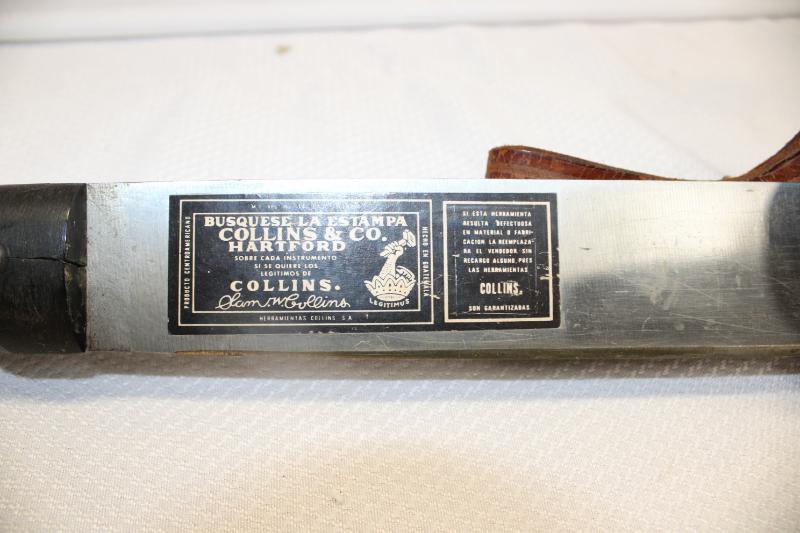 PRODUCTO CENTROAMERICANO
BUSQUESE LA ESTAMPA
COLLINS & CO.
HARTFORD
SOBRE CADA INSTRUMENTO
SI SE QUIERE LOS
LEGITIMOS DE
COLLINS.
Sam W Collins
LEGITIMUS
HERRAMIENTAS COLLINS S.A.
HECHO EN GUATEMALA
SI ESTA HERRAMIENTA
RESULTA DEFECTUOSA
EN MATERIAL O FABRI-
CACION LA REEMPLAZA-
RA EL VENDEDOR SIN
RECARGO ALGUNO, PUES
LAS HERRAMIENTAS
COLLINS.
SON GARANTIZADAS